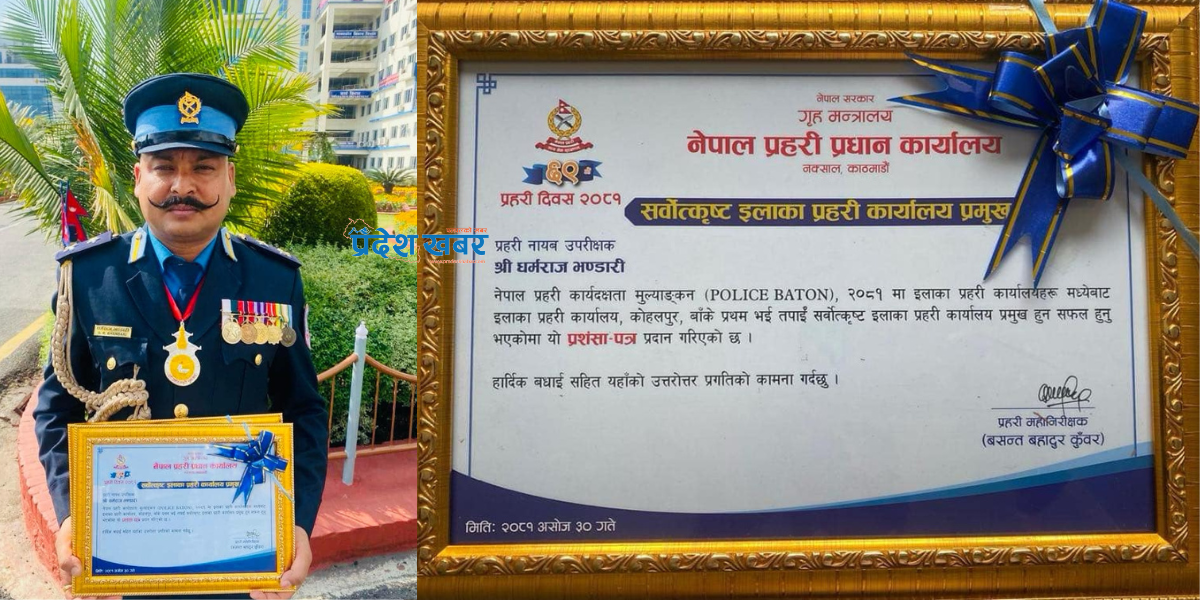 प्रदेश खबर
नेपाल सरकार
गृह मन्त्रालय
नेपाल प्रहरी प्रधान कार्यालय
नक्साल, काठमाडौं
६९
प्रहरी दिवस २०८१
सर्वोत्कृष्ट इलाका प्रहरी कार्यालय प्रमुख
प्रहरी नायब उपरीक्षक
श्री धर्मराज भण्डारी
नेपाल प्रहरी कार्यदक्षता मुल्याङ्कन (POLICE BATON), २०८१ मा इलाका प्रहरी कार्यालयहरू मध्येबाट
इलाका प्रहरी कार्यालय, कोहलपुर, बाँके प्रथम भई तपाईँ सर्वोत्कृष्ट इलाका प्रहरी कार्यालय प्रमुख हुन सफल हुनु
भएकोमा यो प्रशंसा-पत्र प्रदान गरिएको छ ।
हार्दिक बधाई सहित यहाँको उत्तरोत्तर प्रगतिको कामना गर्दछु ।
प्रहरी महानिरीक्षक
(बसन्त बहादुर कुँवर)
मिति: २०८१ असोज ३० गते